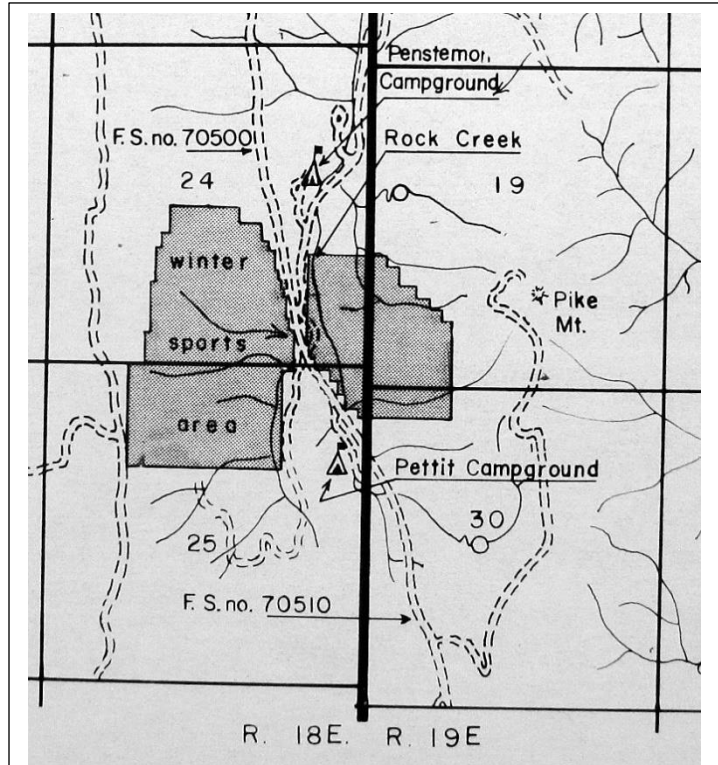 Penstemon
Campground
F.S. no. 70500
Rock Creek
24
19
winter
Pike
Mt.
sports
area
Pettit Campground
30
25
F.S. no. 70510
R. 18E. R. 19E